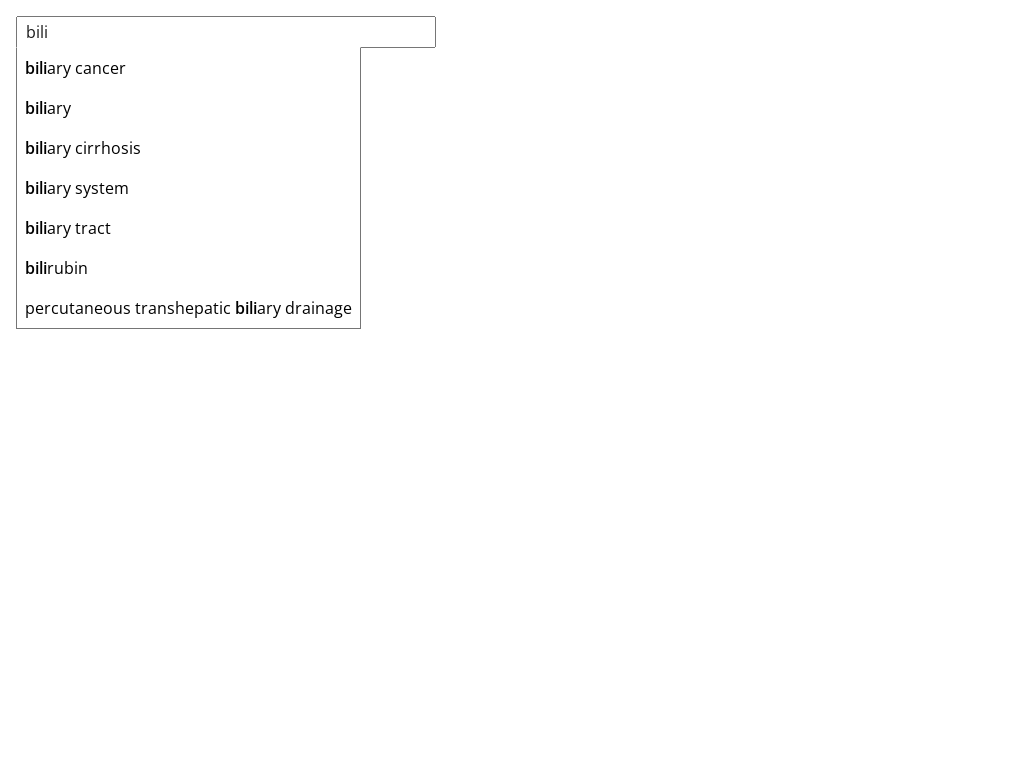 bili
biliary cancer
biliary
biliary cirrhosis
biliary system
biliary tract
bilirubin
percutaneous transhepatic biliary drainage